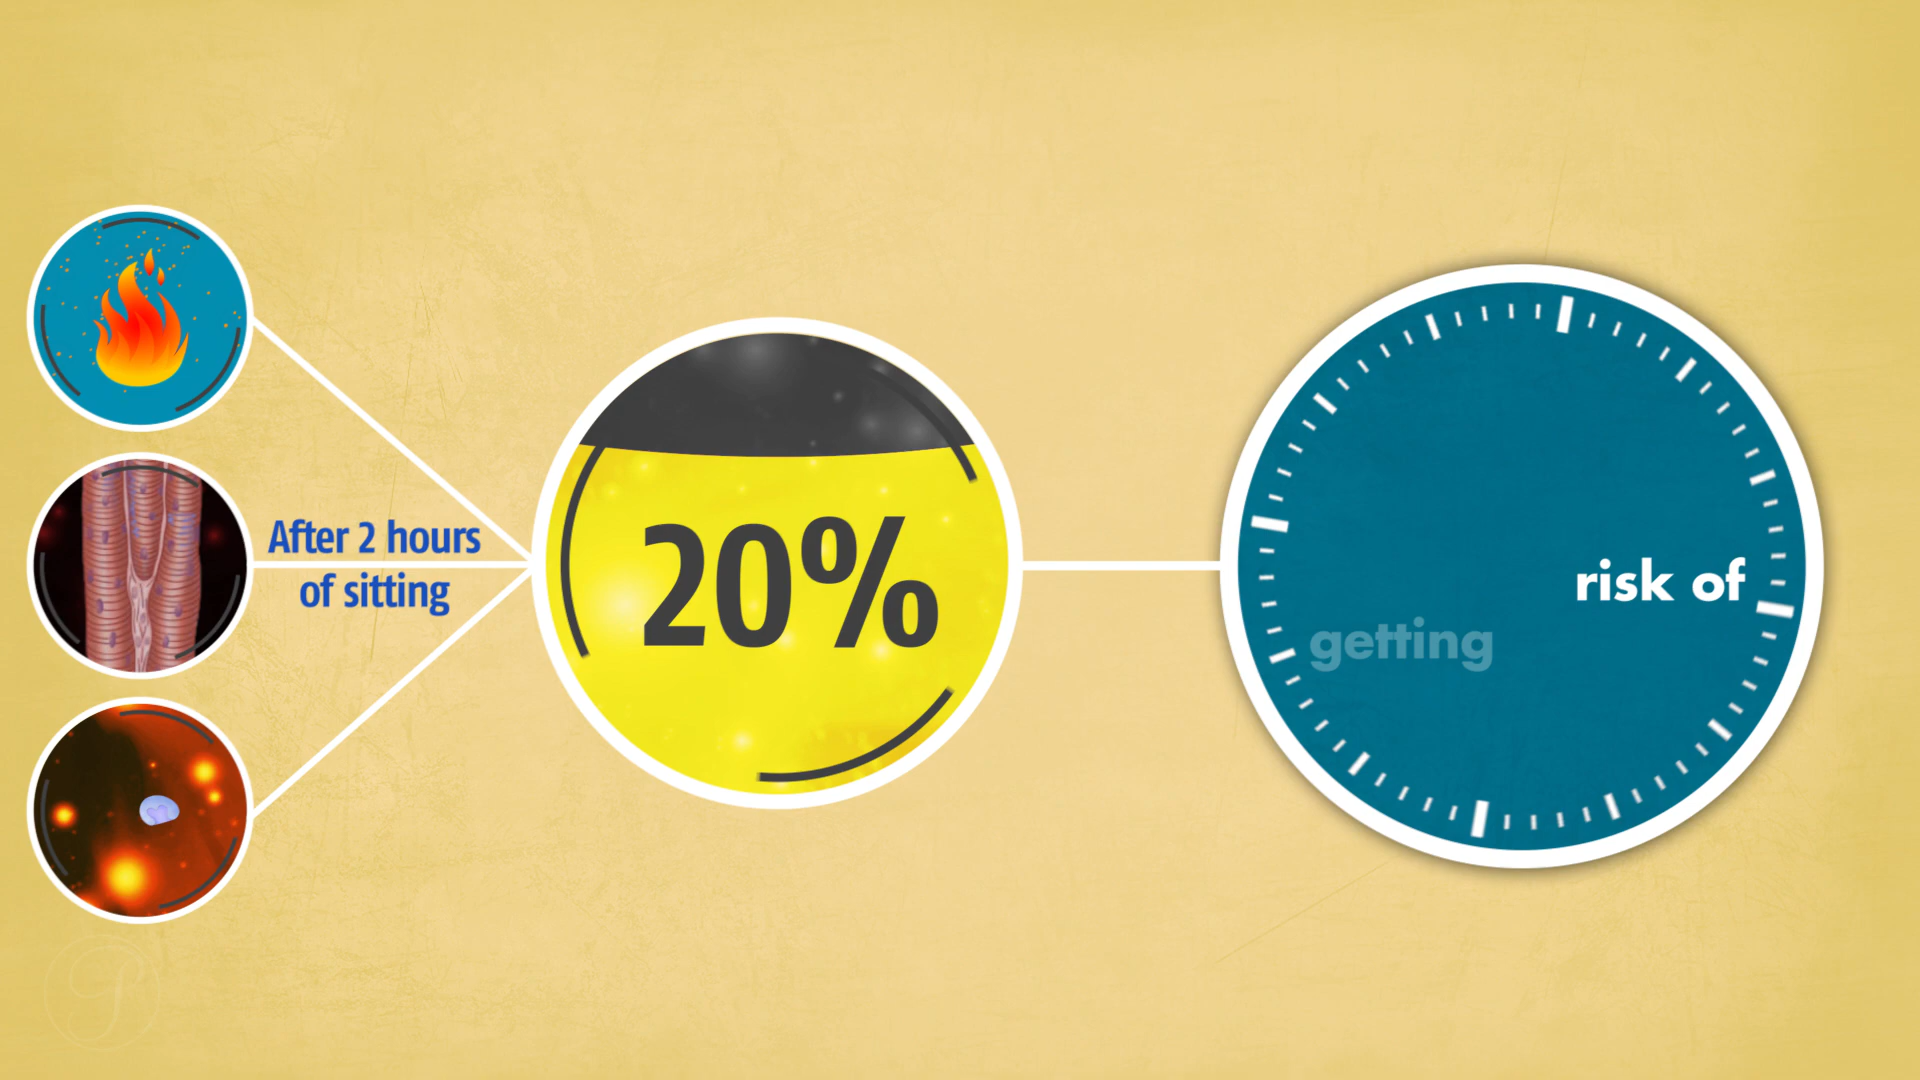 After 2 hours
of sitting
20%
risk of
getting